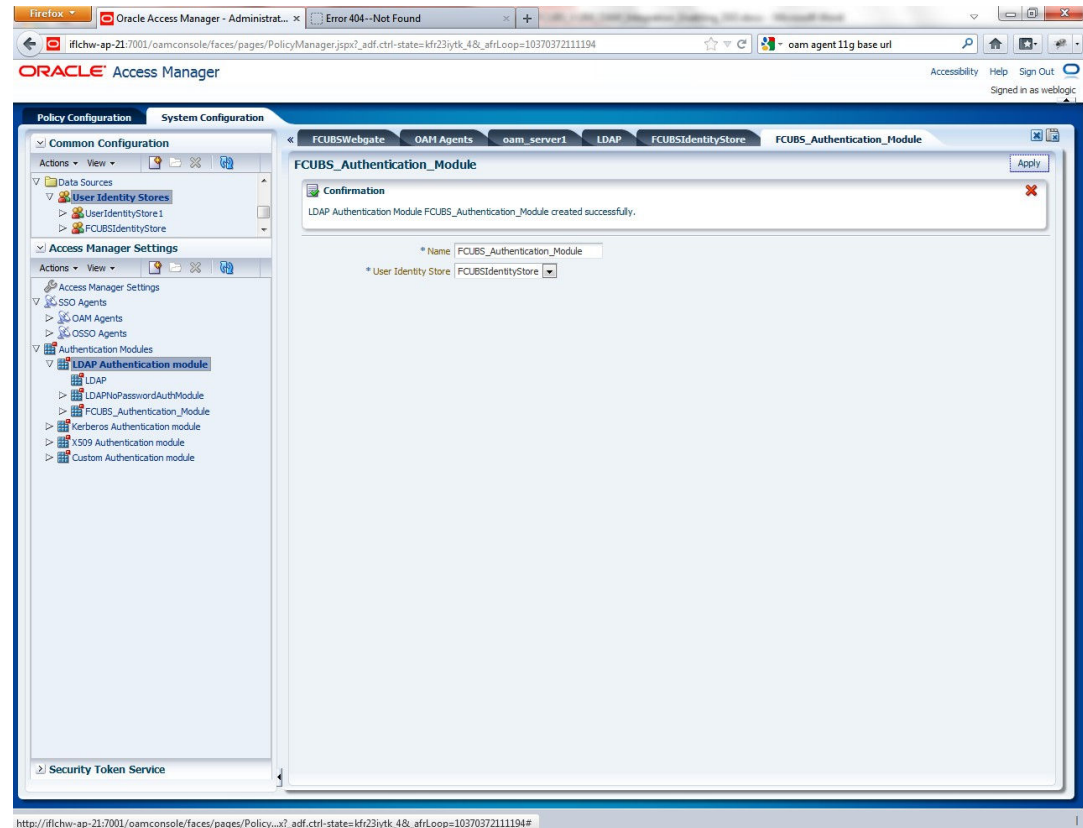 Firefox
Oracle Access Manager - Administrat...
Error 404--Not Found
iflchw-ap-21:7001/oamconsole/faces/pages/PolicyManager.jspx?_adf.ctrl-state=kfr23iytk_4&_afrLoop=10370372111194
oam agent 11g base url
ORACLE Access Manager
Accessibility Help Sign Out
Signed in as weblogic
Policy Configuration System Configuration
Common Configuration
Actions View
Data Sources
User Identity Stores
UserIdentityStore1
FCUBSIdentityStore
Access Manager Settings
Actions View
Access Manager Settings
SSO Agents
OAM Agents
OSSO Agents
Authentication Modules
LDAP Authentication module
LDAP
LDAPNoPasswordAuthModule
FCUBS_Authentication_Module
Kerberos Authentication module
X509 Authentication module
Custom Authentication module
Security Token Service
« FCUBSWebgate OAM Agents oam_server1 LDAP FCUBSIdentityStore FCUBS_Authentication_Module
FCUBS_Authentication_Module
Apply
Confirmation
LDAP Authentication Module FCUBS_Authentication_Module created successfully.
* Name FCUBS_Authentication_Module
* User Identity Store FCUBSIdentityStore
http://iflchw-ap-21:7001/oamconsole/faces/pages/Policy...x?_adf.ctrl-state=kfr23iytk_4&_afrLoop=10370372111194#